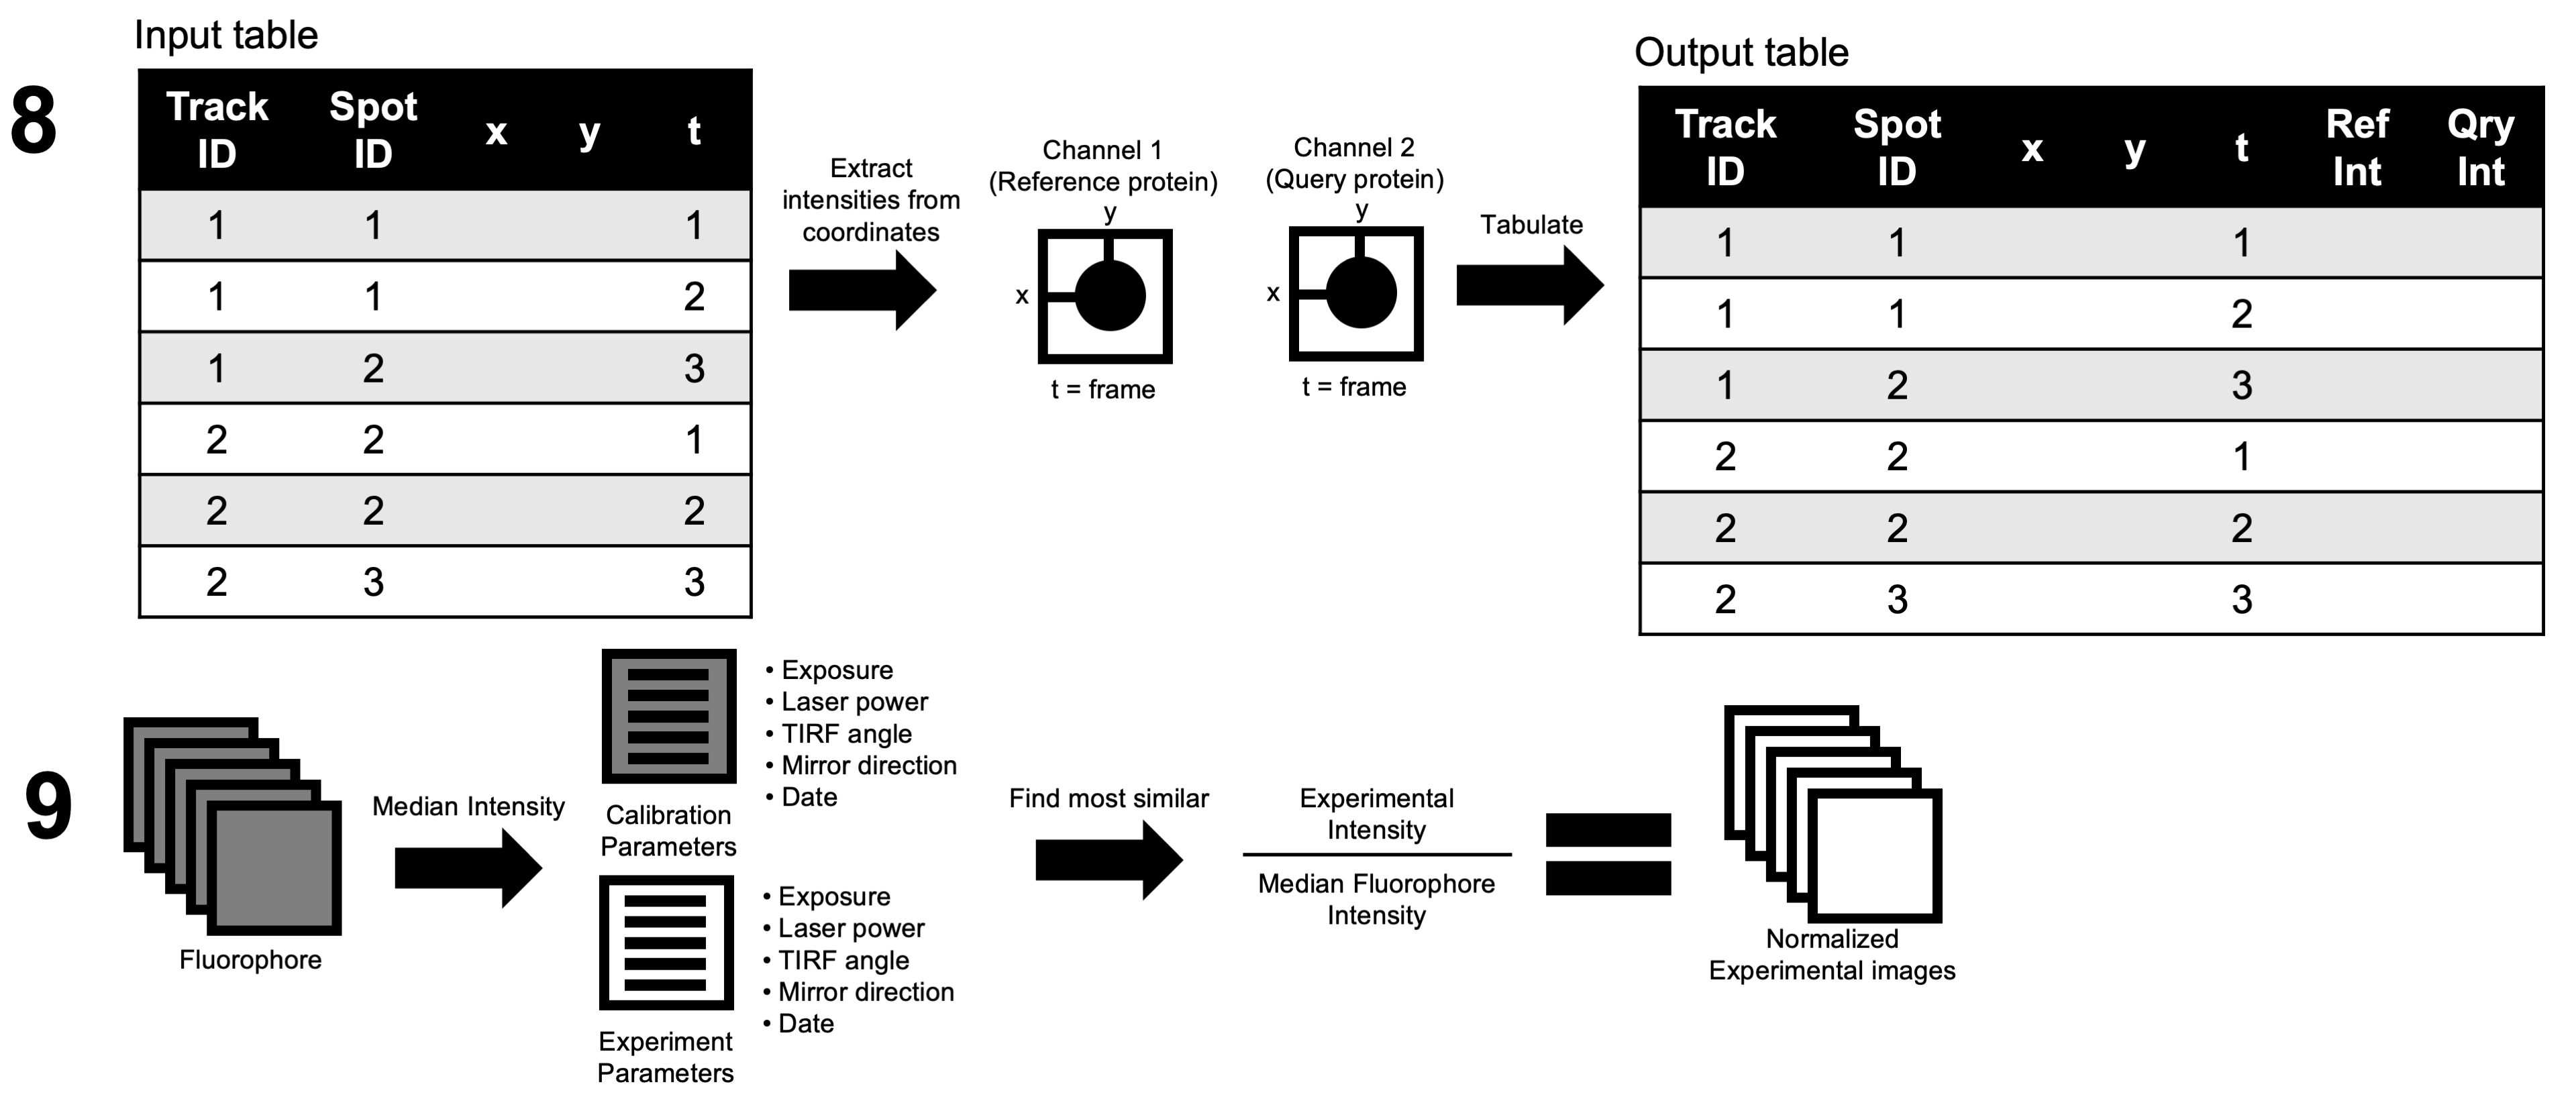 8
Input table
Track ID Spot ID x y t
1 1 1
1 1 2
1 2 3
2 2 1
2 2 2
2 3 3
Extract
intensities from
coordinates
Channel 1
(Reference protein)
y
x
t = frame
Channel 2
(Query protein)
y
x
t = frame
Tabulate
Output table
Track ID Spot ID x y t Ref Int Qry Int
1 1 1
1 1 2
1 2 3
2 2 1
2 2 2
2 3 3
9
Fluorophore
Median Intensity
Calibration
Parameters
• Exposure
• Laser power
• TIRF angle
• Mirror direction
• Date
Experiment
Parameters
• Exposure
• Laser power
• TIRF angle
• Mirror direction
• Date
Find most similar
Experimental
Intensity
Median Fluorophore
Intensity
Normalized
Experimental images